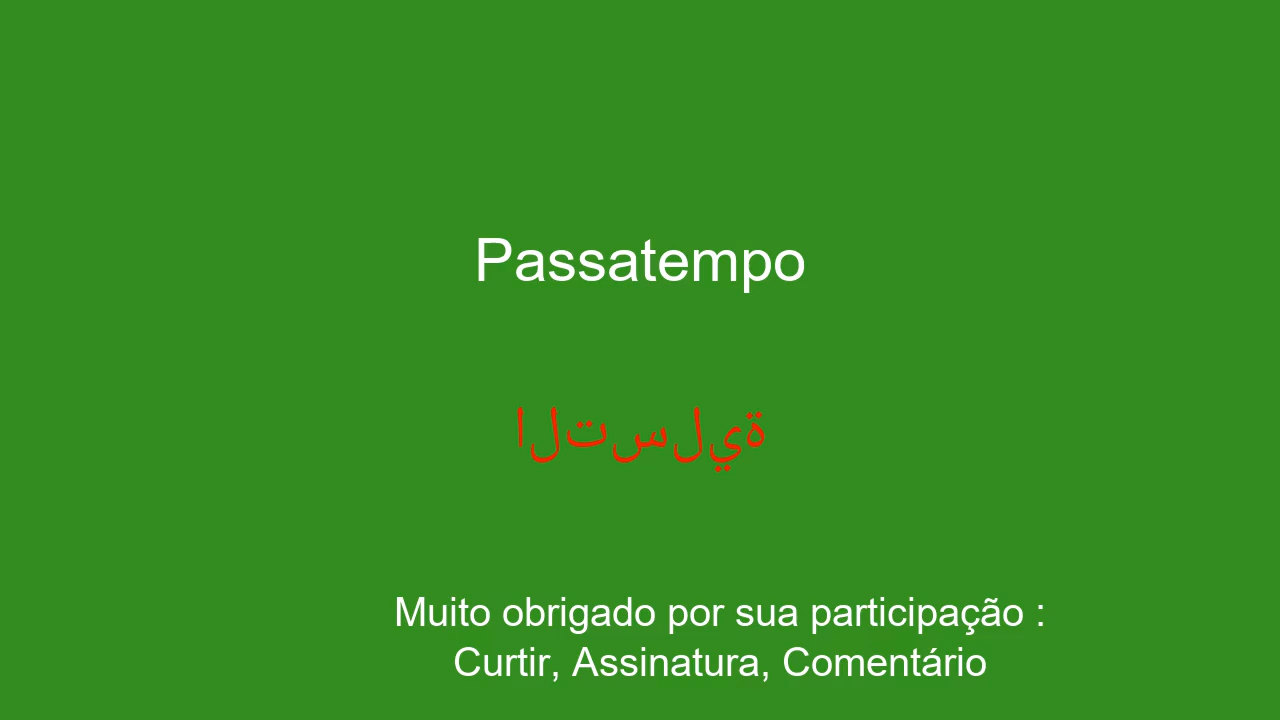 Passatempo
التسلية
Muito obrigado por sua participação :
Curtir, Assinatura, Comentário